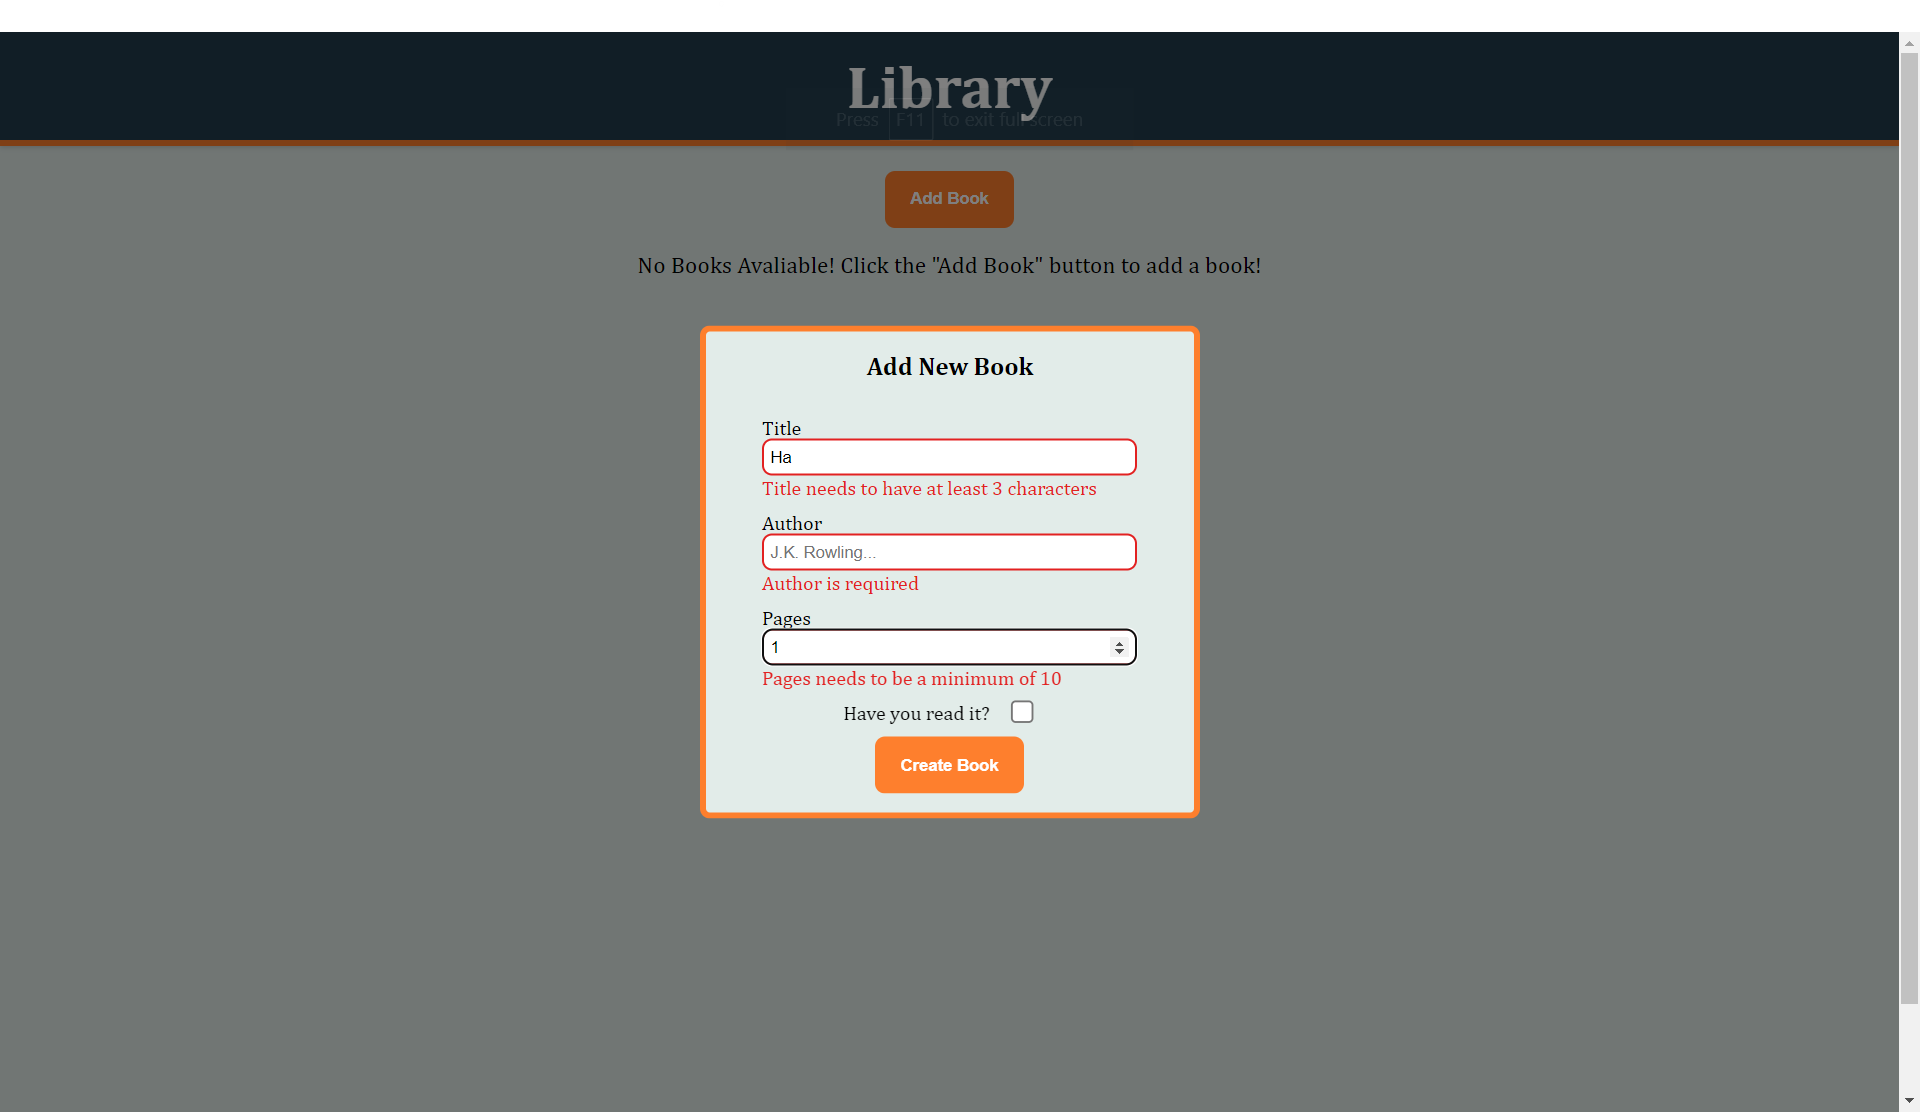 Library
Press F11 to exit full screen
Add Book
No Books Avaliable! Click the "Add Book" button to add a book!
Add New Book
Title
Ha
Title needs to have at least 3 characters
Author
J.K. Rowling...
Author is required
Pages
1
Pages needs to be a minimum of 10
Have you read it?
Create Book